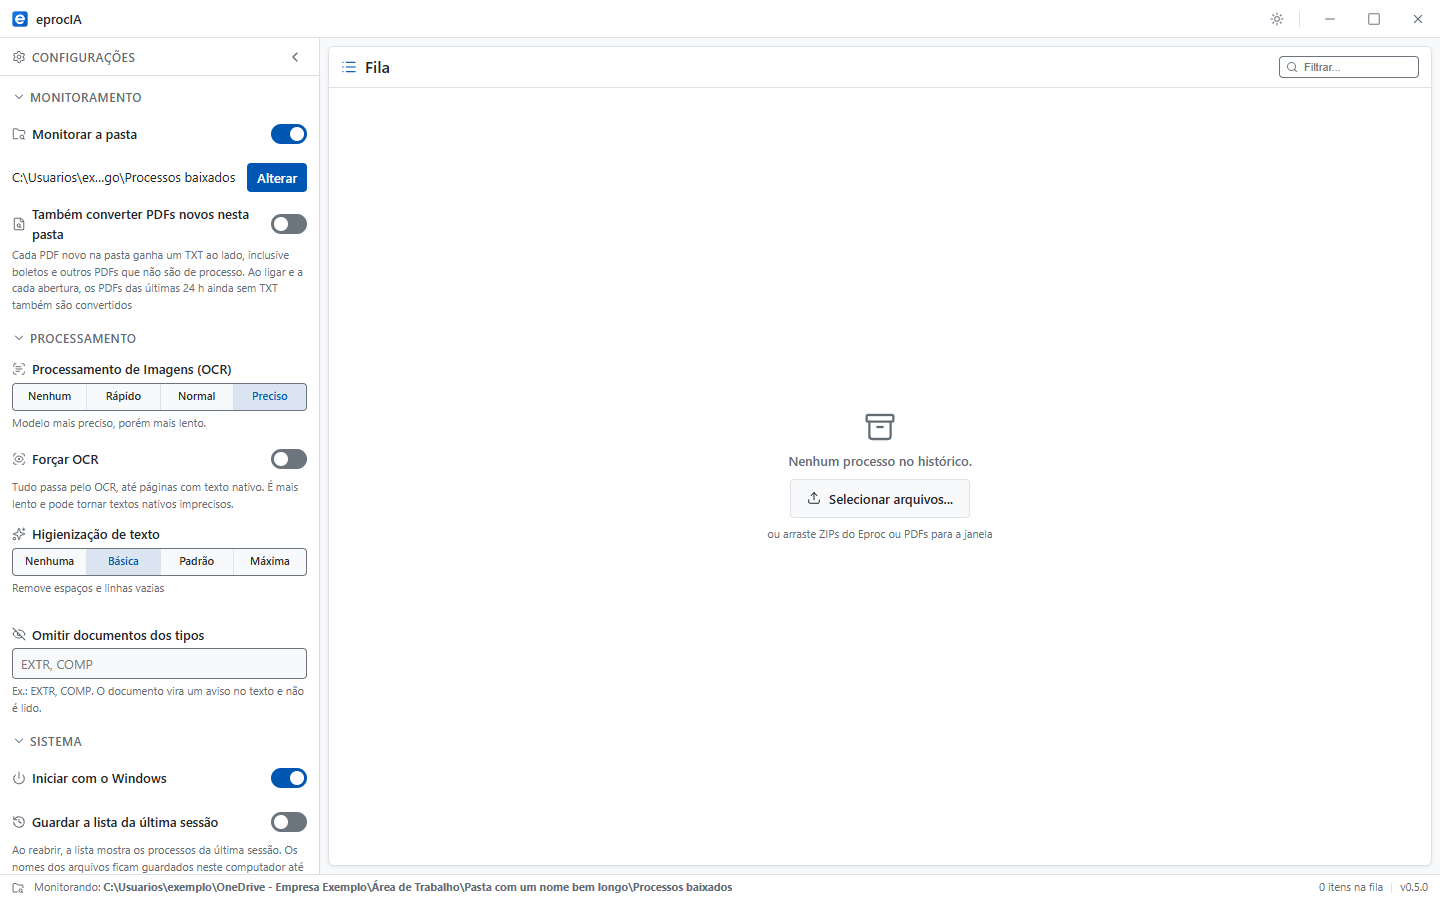 eprocIA
CONFIGURAÇÕES
MONITORAMENTO
Monitorar a pasta
C:\Usuarios\ex...go\Processos baixados
Alterar
Também converter PDFs novos nesta
pasta
Cada PDF novo na pasta ganha um TXT ao lado, inclusive
boletos e outros PDFs que não são de processo. Ao ligar e a
cada abertura, os PDFs das últimas 24 h ainda sem TXT
também são convertidos
PROCESSAMENTO
Processamento de Imagens (OCR)
Nenhum Rápido Normal Preciso
Modelo mais preciso, porém mais lento.
Forçar OCR
Tudo passa pelo OCR, até páginas com texto nativo. É mais
lento e pode tornar textos nativos imprecisos.
Higienização de texto
Nenhuma Básica Padrão Máxima
Remove espaços e linhas vazias
Omitir documentos dos tipos
EXTR, COMP
Ex.: EXTR, COMP. O documento vira um aviso no texto e não
é lido.
SISTEMA
Iniciar com o Windows
Guardar a lista da última sessão
Ao reabrir, a lista mostra os processos da última sessão. Os
nomes dos arquivos ficam guardados neste computador até
Fila
Filtrar...
Nenhum processo no histórico.
Selecionar arquivos...
ou arraste ZIPs do Eproc ou PDFs para a janela
Monitorando: C:\Usuarios\exemplo\OneDrive - Empresa Exemplo\Área de Trabalho\Pasta com um nome bem longo\Processos baixados
0 itens na fila
v0.5.0